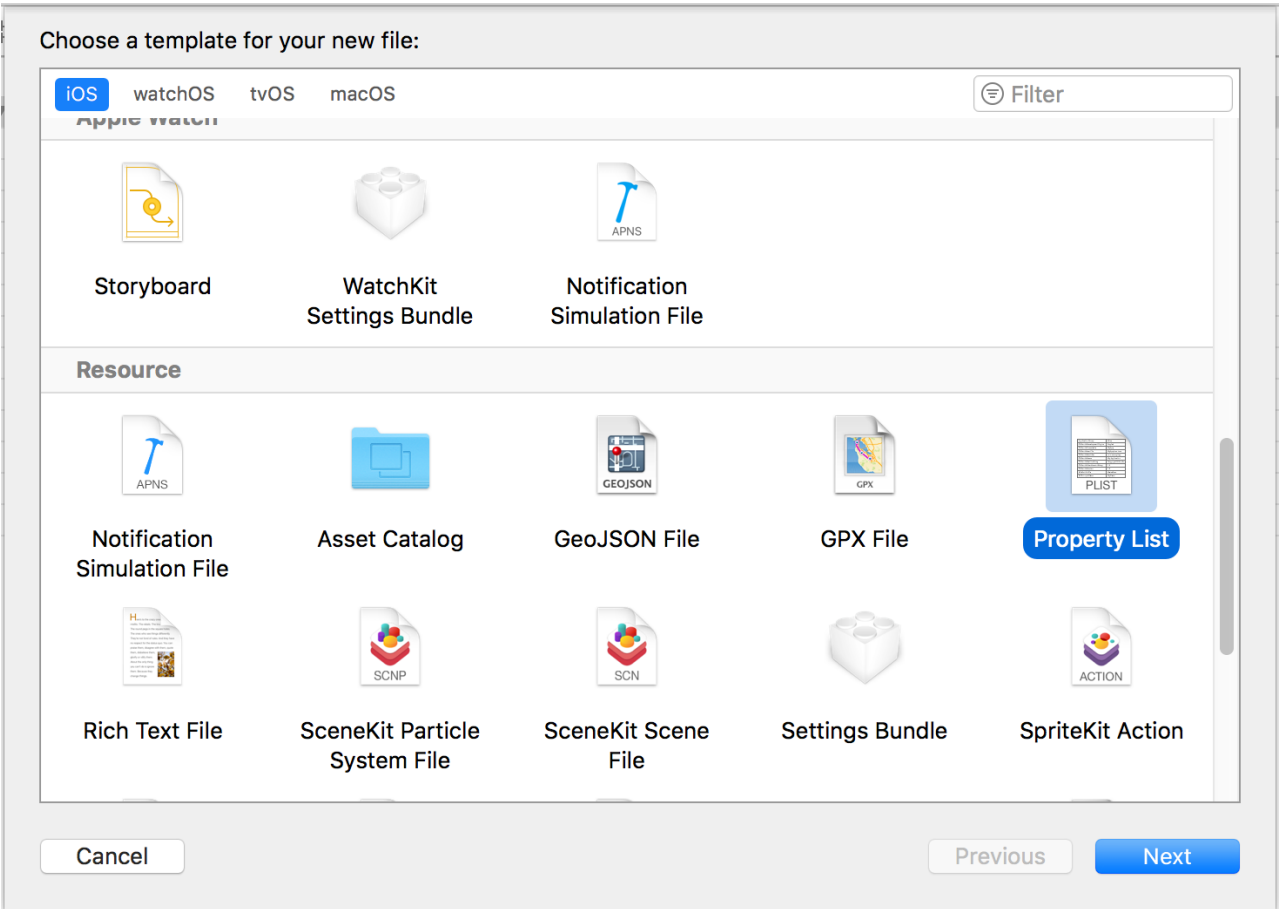 Choose a template for your new file:
iOS watchOS tvOS macOS Filter
Apple Watch
APNS
Storyboard WatchKit Settings Bundle Notification Simulation File
Resource
APNS GEOJSON GPX PLIST
Notification Simulation File Asset Catalog GeoJSON File GPX File Property List
SCNP SCN ACTION
Rich Text File SceneKit Particle System File SceneKit Scene File Settings Bundle SpriteKit Action
Cancel Previous Next